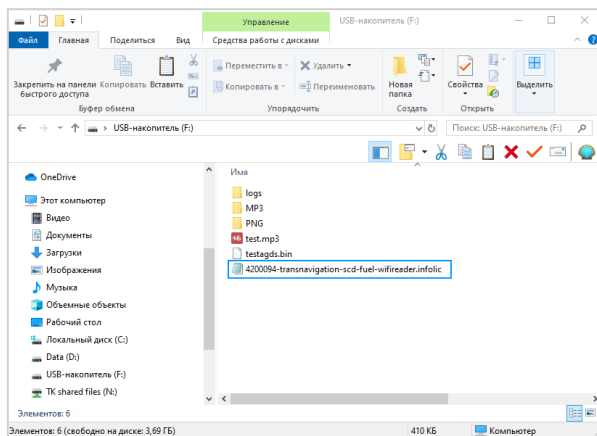 Управление
USB-накопитель (F:)
Файл
Главная
Поделиться
Вид
Средства работы с дисками
Закрепить на панели быстрого доступа
Копировать
Вставить
Буфер обмена
Переместить в
Копировать в
Удалить
Переименовать
Упорядочить
Новая папка
Создать
Свойства
Открыть
Выделить
USB-накопитель (F:)
Поиск: USB-накопитель (F:)
OneDrive
Этот компьютер
Видео
Документы
Загрузки
Изображения
Музыка
Объемные объекты
Рабочий стол
Локальный диск (C:)
Data (D:)
USB-накопитель (F:)
TK shared files (N:)
Имя
logs
MP3
PNG
test.mp3
testagds.bin
4200094-transnavigation-scd-fuel-wifireader.infolic
Элементов: 6
Элементов: 6 (свободно на диске: 3,69 ГБ)
410 КБ
Компьютер